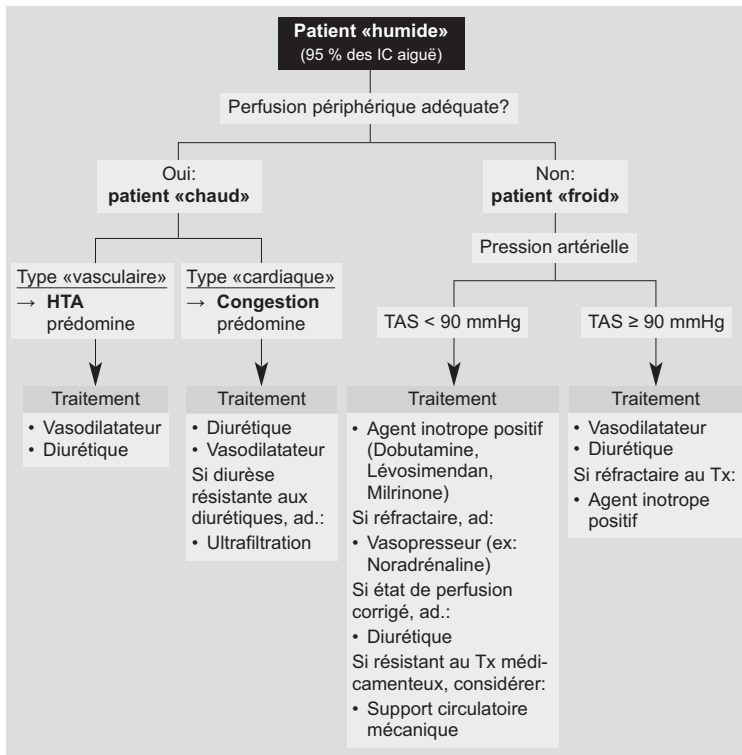 Patient «humide»
(95 % des IC aiguë)
Perfusion périphérique adéquate?
Oui:
patient «chaud»
Non:
patient «froid»
Type «vasculaire»
→ HTA
prédomine
Type «cardiaque»
→ Congestion
prédomine
Pression artérielle
TAS < 90 mmHg
TAS ≥ 90 mmHg
Traitement
• Vasodilatateur
• Diurétique
Traitement
• Diurétique
• Vasodilatateur
Si diurèse
résistante aux
diurétiques, ad.:
• Ultrafiltration
Traitement
• Agent inotrope positif
(Dobutamine,
Lévosimendan,
Milrinone)
Si réfractaire, ad:
• Vasopresseur (ex:
Noradrénaline)
Si état de perfusion
corrigé, ad.:
• Diurétique
Si résistant au Tx médi-
camenteux, considérer:
• Support circulatoire
mécanique
Traitement
• Vasodilatateur
• Diurétique
Si réfractaire au Tx:
• Agent inotrope
positif